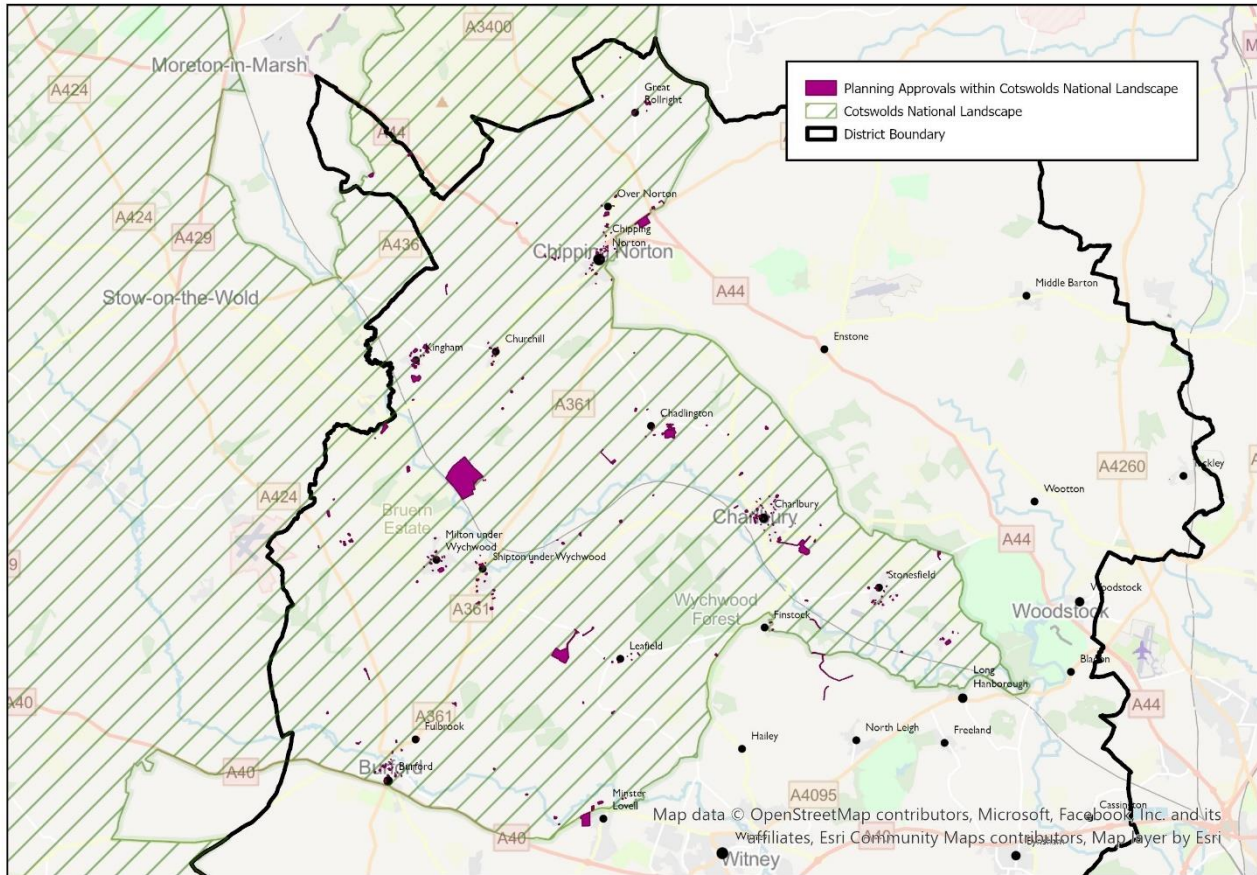 A3400
Moreton-in-Marsh
A424
Great
Rollright
Planning Approvals within Cotswolds National Landscape
Cotswolds National Landscape
District Boundary
A44
Over Norton
A424
A429
A436
Chipping
Norton
Chipping Norton
Stow-on-the-Wold
A44
Middle Barton
Enstone
Kingham
Churchill
A361
Chadlington
A4260
A424
Wootton
Bruern
Estate
Charlbury
Charlbury
A44
Milton under
Wychwood
Shipton under Wychwood
Stonesfield
Woodstock
Woodstock
A361
Wychwood
Forest
Finstock
Leafield
Bladon
Long
Hanborough
A40
A361
A44
Fulbrook
Hailey
North Leigh
Freeland
A40
Burford
Burford
Minster
Lovell
A4095
Cassington
Map data © OpenStreetMap contributors, Microsoft, Facebook, Inc. and its
affiliates, Esri Community Maps contributors, Map layer by Esri
A40
A40
Witney